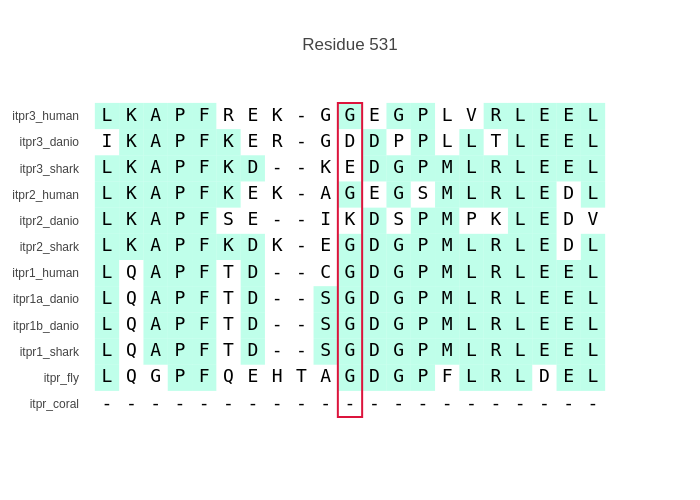 Residue 531
itpr3_human L K A P F R E K - G G E G P L V R L E E L
itpr3_danio I K A P F K E R - G D D P P L L T L E E L
itpr3_shark L K A P F K D - - K E D G P M L R L E E L
itpr2_human L K A P F K E K - A G E G S M L R L E D L
itpr2_danio L K A P F S E - - I K D S P M P K L E D V
itpr2_shark L K A P F K D K - E G D G P M L R L E D L
itpr1_human L Q A P F T D - - C G D G P M L R L E E L
itpr1a_danio L Q A P F T D - - S G D G P M L R L E E L
itpr1b_danio L Q A P F T D - - S G D G P M L R L E E L
itpr1_shark L Q A P F T D - - S G D G P M L R L E E L
itpr_fly L Q G P F Q E H T A G D G P F L R L D E L
itpr_coral - - - - - - - - - - - - - - - - - - - - -